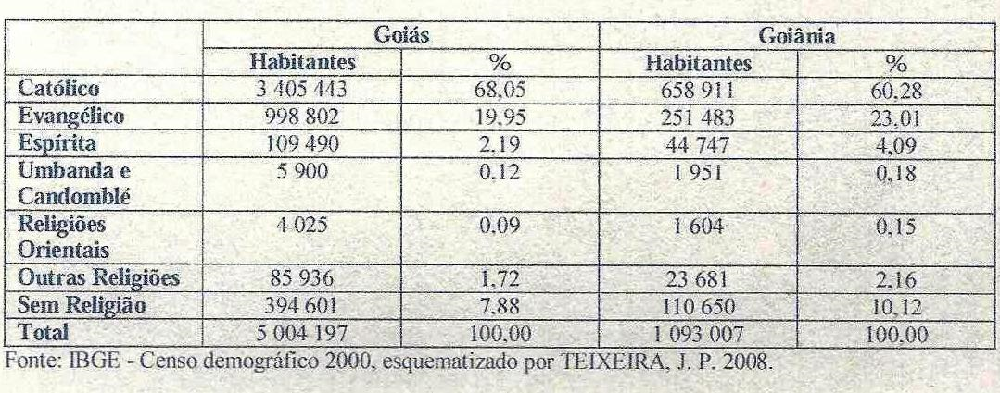 Goiás Goiânia
Habitantes % Habitantes %
Católico 3 405 443 68,05 658 911 60,28
Evangélico 998 802 19,95 251 483 23,01
Espírita 109 490 2,19 44 747 4,09
Umbanda e 5 900 0,12 1 951 0,18
Candomblé
Religiões 4 025 0,09 1 604 0,15
Orientais
Outras Religiões 85 936 1,72 23 681 2,16
Sem Religião 394 601 7,88 110 650 10,12
Total 5 004 197 100,00 1 093 007 100,00
Fonte: IBGE - Censo demográfico 2000, esquematizado por TEIXEIRA, J. P. 2008.